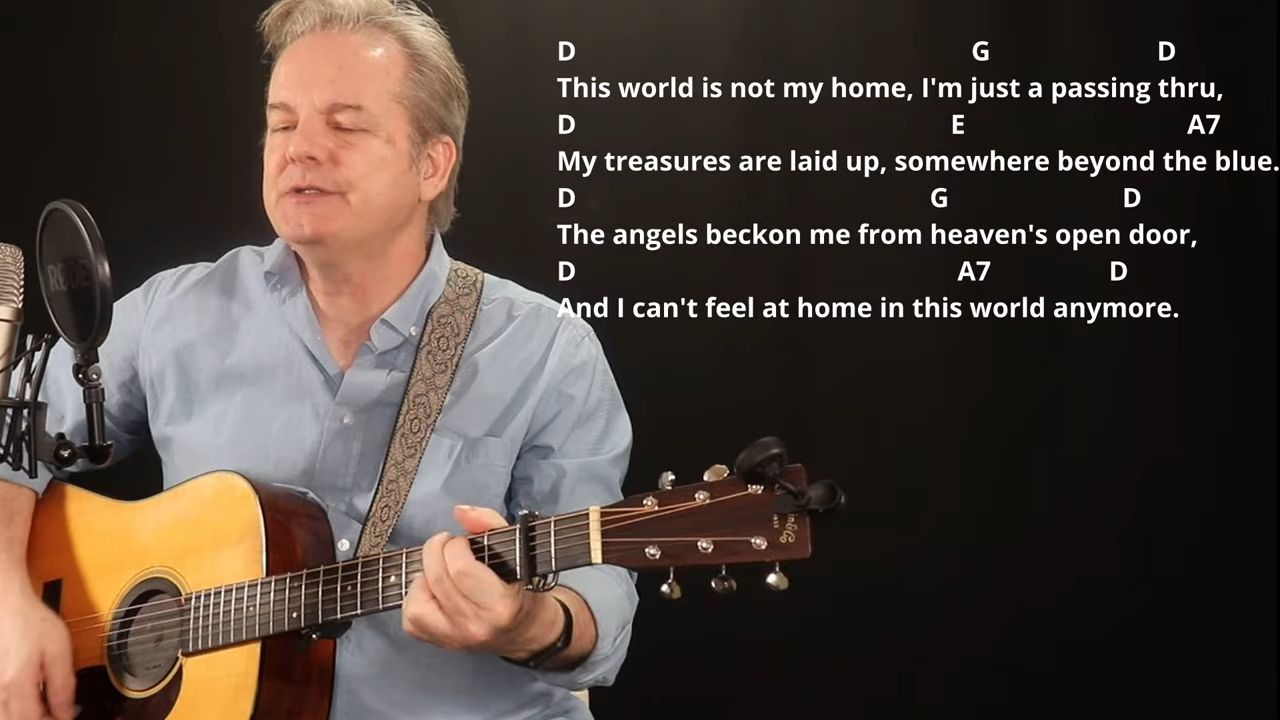 D G D
This world is not my home, I'm just a passing thru,
D E A7
My treasures are laid up, somewhere beyond the blue.
D G D
The angels beckon me from heaven's open door,
D A7 D
And I can't feel at home in this world anymore.
RODE